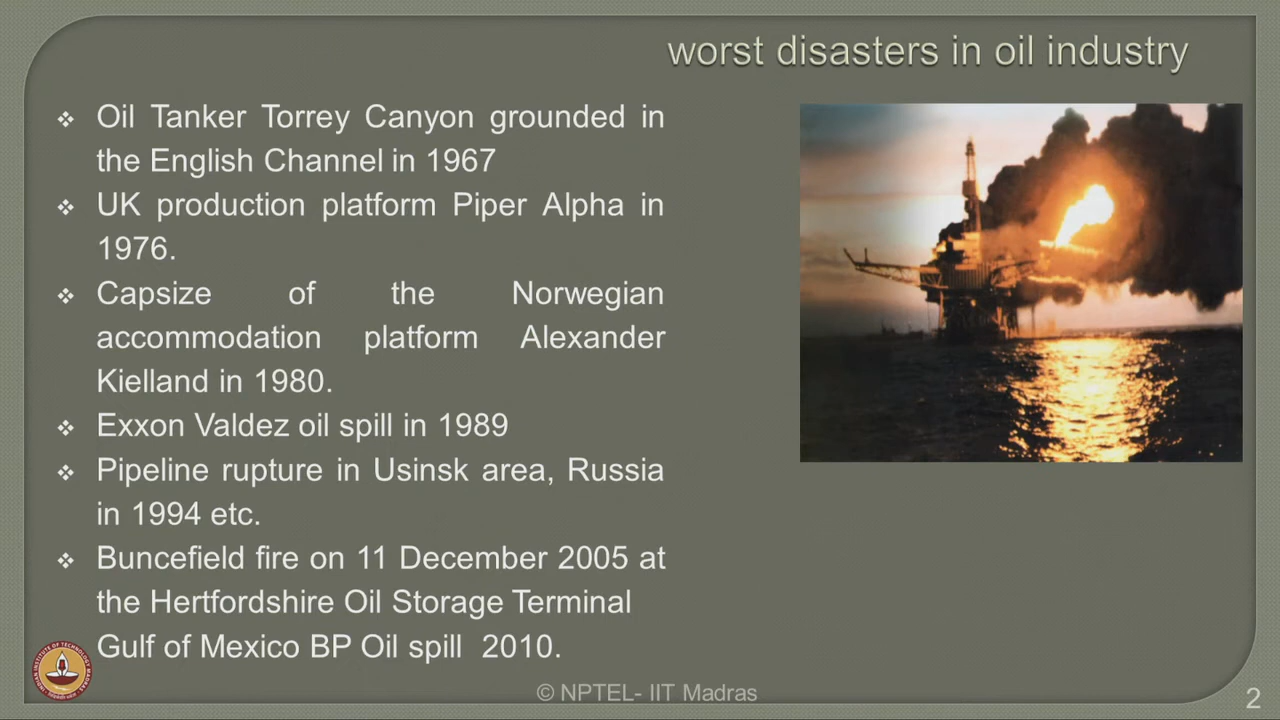 worst disasters in oil industry
❖ Oil Tanker Torrey Canyon grounded in
the English Channel in 1967
❖ UK production platform Piper Alpha in
1976.
❖ Capsize of the Norwegian
accommodation platform Alexander
Kielland in 1980.
❖ Exxon Valdez oil spill in 1989
❖ Pipeline rupture in Usinsk area, Russia
in 1994 etc.
❖ Buncefield fire on 11 December 2005 at
the Hertfordshire Oil Storage Terminal
Gulf of Mexico BP Oil spill 2010.
© NPTEL- IIT Madras
2